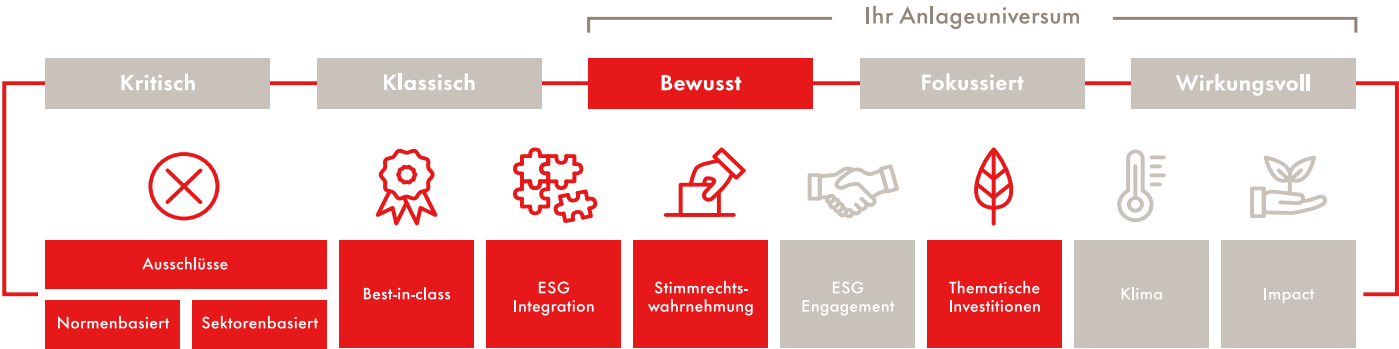 Ihr Anlageuniversum
Kritisch
Klassisch
Bewusst
Fokussiert
Wirkungsvoll
Ausschlüsse
Normenbasiert
Sektorenbasiert
Best-in-class
ESG
Integration
Stimmrechts-
wahrnehmung
ESG
Engagement
Thematische
Investitionen
Klima
Impact